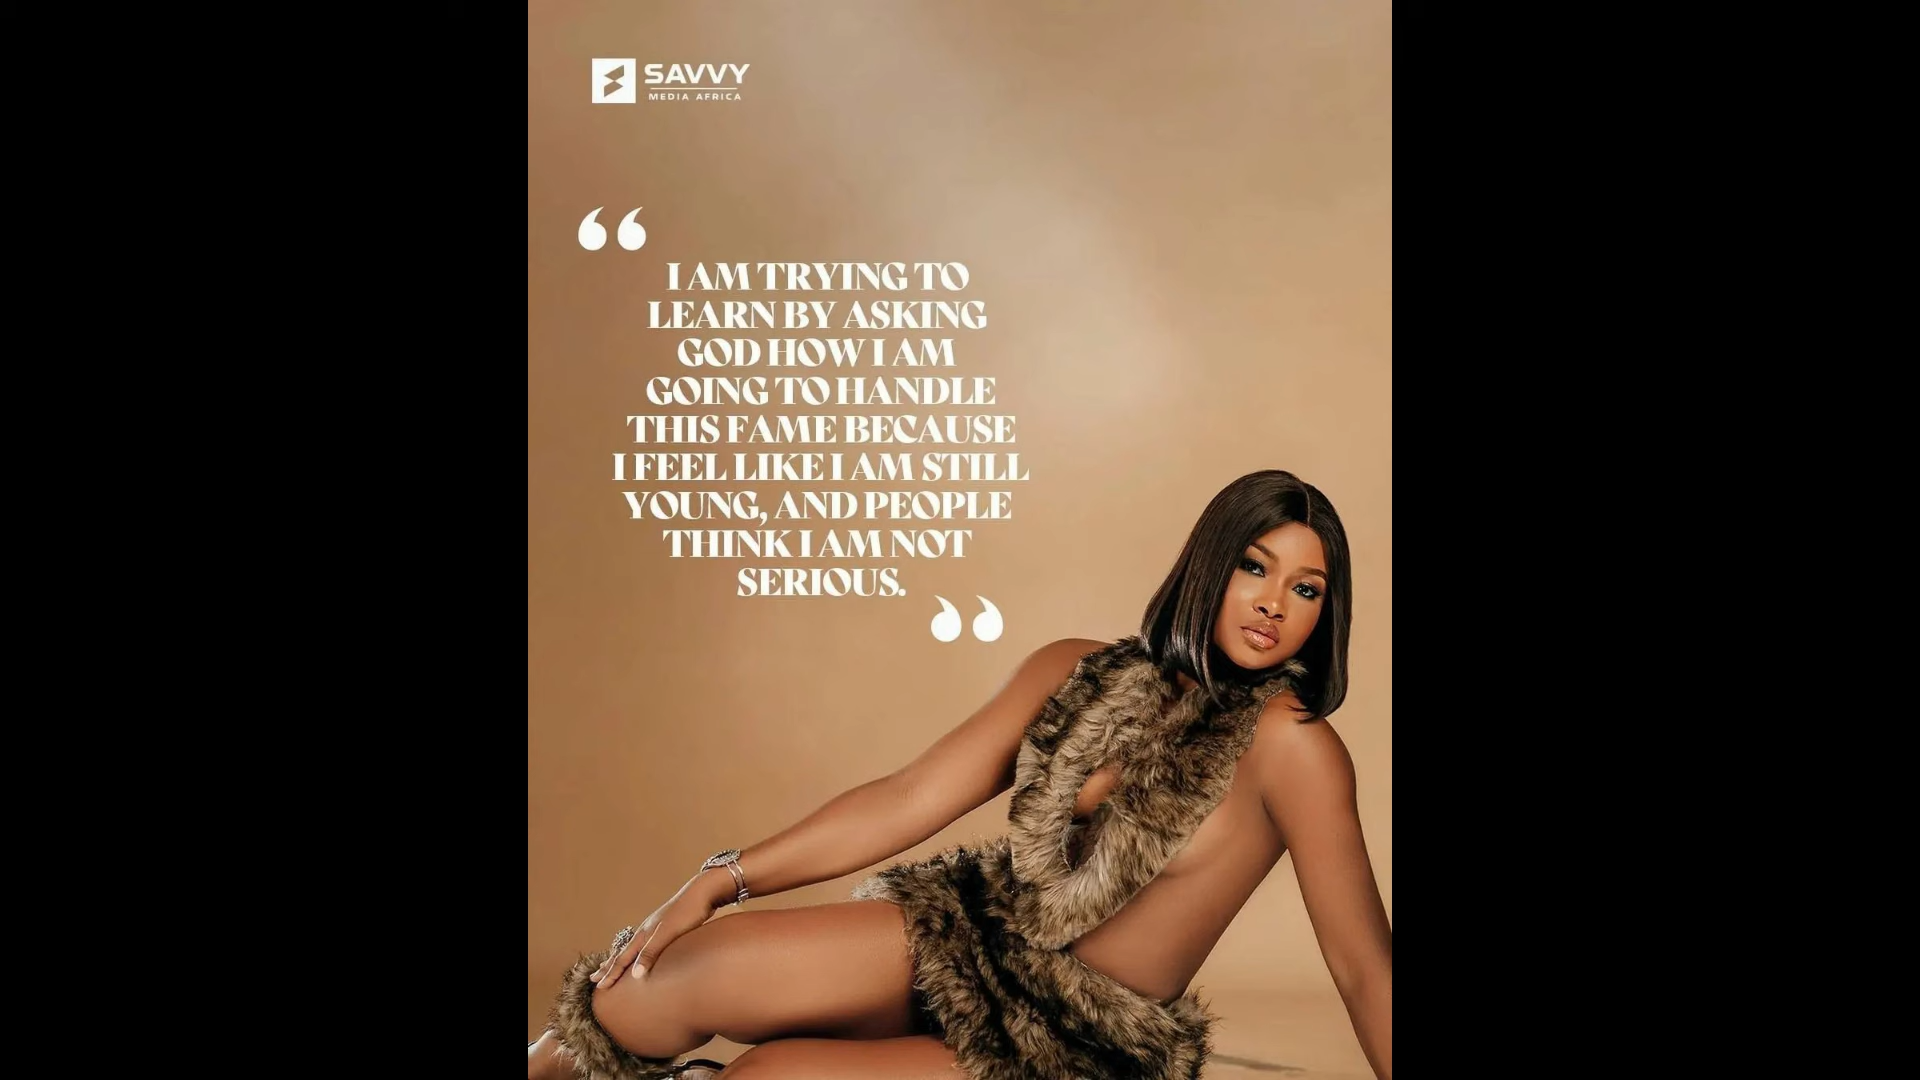 SAVVY
MEDIA AFRICA
“
I AM TRYING TO
LEARN BY ASKING
GOD HOW I AM
GOING TO HANDLE
THIS FAME BECAUSE
I FEEL LIKE I AM STILL
YOUNG, AND PEOPLE
THINK I AM NOT
SERIOUS.
”